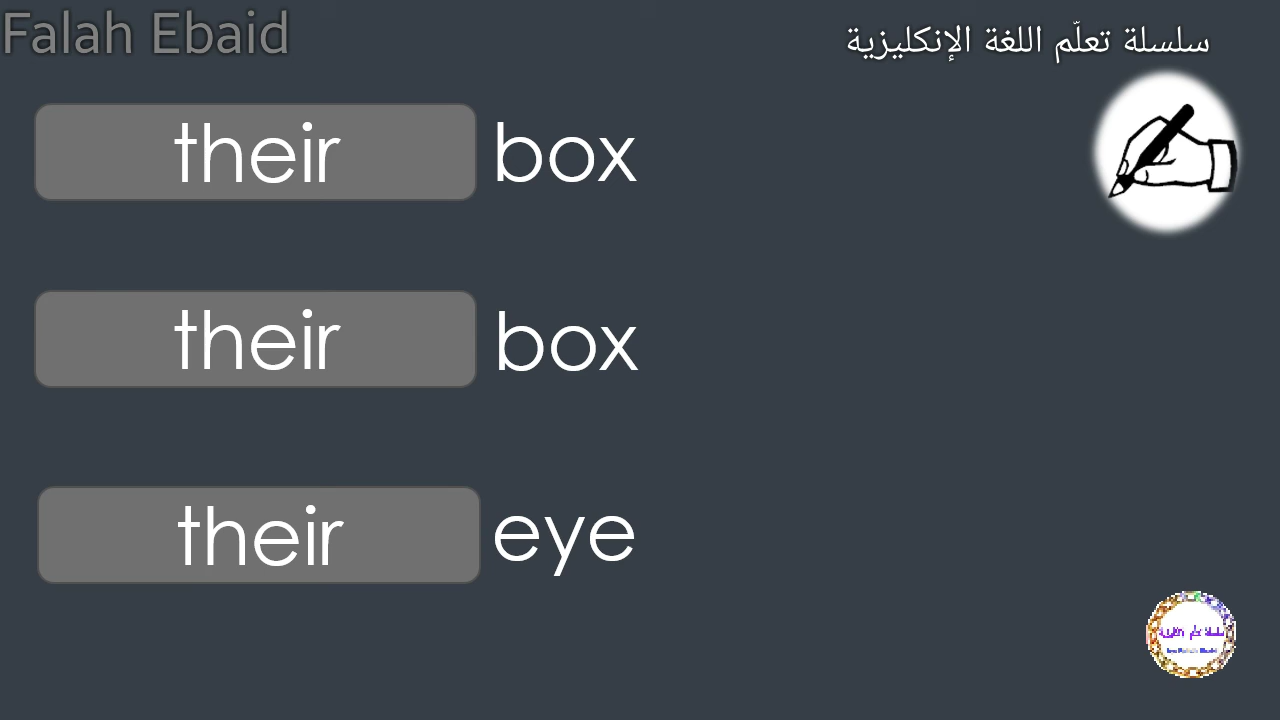 Falah Ebaid
سلسلة تعلّم اللغة الإنكليزية
their box
their box
their eye